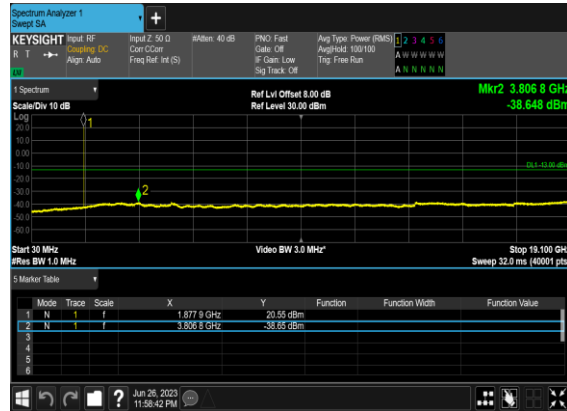 Spectrum Analyzer 1
Swept SA
+
KEYSIGHT Input: RF Input Z: 50 Ω #Atten: 40 dB PNO: Fast Avg Type: Power (RMS) 1 2 3 4 5 6
R T Coupling: DC Corr CCorr Gate: Off Avg|Hold: 100/100 A W W W W W
Align: Auto Freq Ref: Int (S) IF Gain: Low Trig: Free Run
Sig Track: Off A N N N N N
1 Spectrum Ref Lvl Offset 8.00 dB Mkr2 3.806 8 GHz
Scale/Div 10 dB Ref Level 30.00 dBm -38.648 dBm
Log
20.0
10.0
0.00
-10.0
-20.0
-30.0
-40.0
-50.0
-60.0
1
2
DL1 -13.00 dBm
Start 30 MHz Video BW 3.0 MHz* Stop 19.100 GHz
#Res BW 1.0 MHz Sweep 32.0 ms (40001 pts)
5 Marker Table
Mode Trace Scale X Y Function Function Width Function Value
1 N 1 f 1.877 9 GHz 20.55 dBm
2 N 1 f 3.806 8 GHz -38.65 dBm
3
4
5
6
? Jun 26, 2023
11:58:42 PM